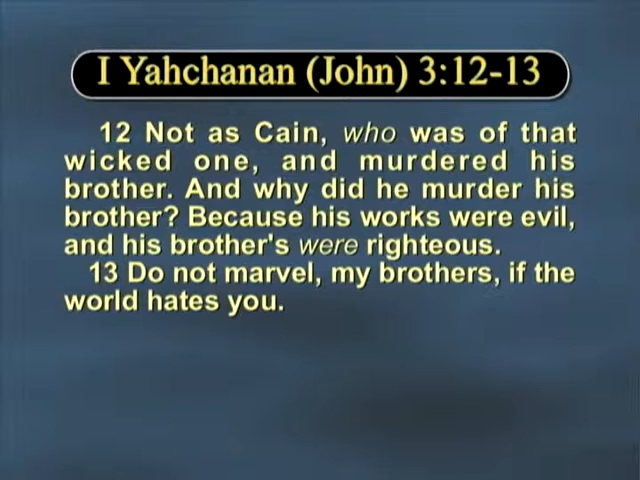 I Yahchanan (John) 3:12-13
12 Not as Cain, who was of that
wicked one, and murdered his
brother. And why did he murder his
brother? Because his works were evil,
and his brother's were righteous.
13 Do not marvel, my brothers, if the
world hates you.